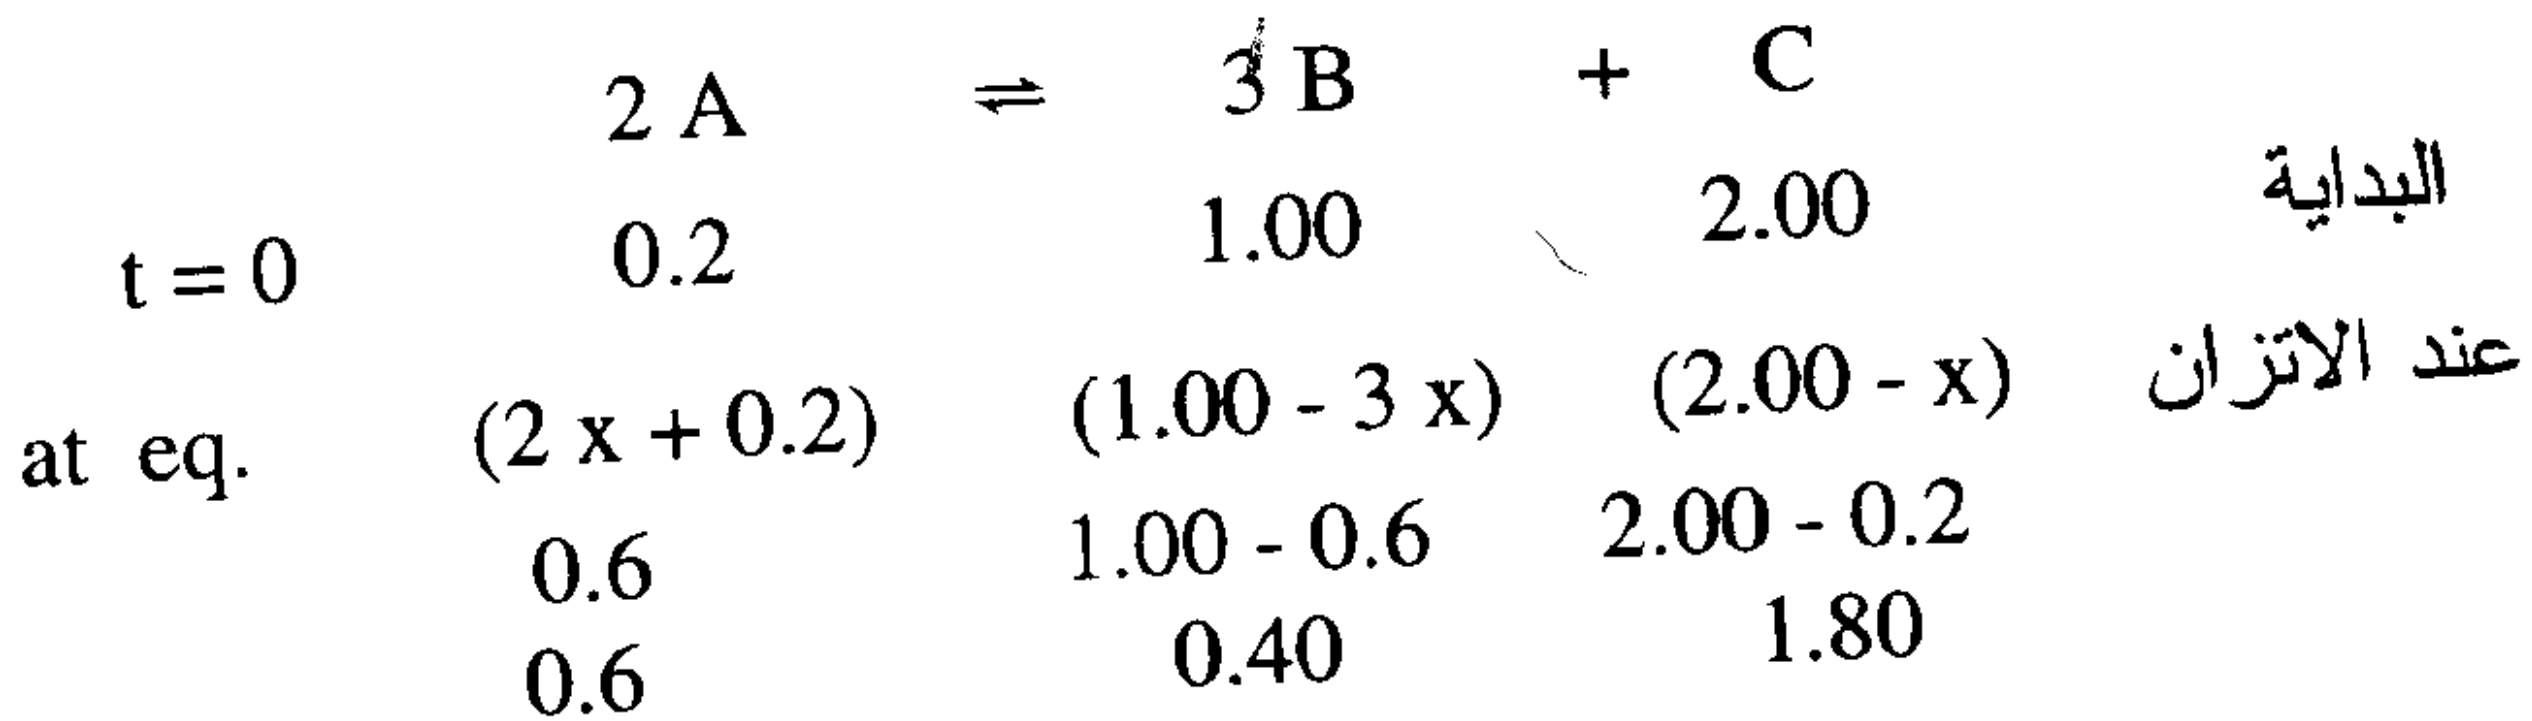 2 A ⇌ 3 B + C
t = 0 0.2 1.00 2.00 البداية
at eq. (2 x + 0.2) (1.00 - 3 x) (2.00 - x) عند الاتزان
0.6 1.00 - 0.6 2.00 - 0.2
0.6 0.40 1.80